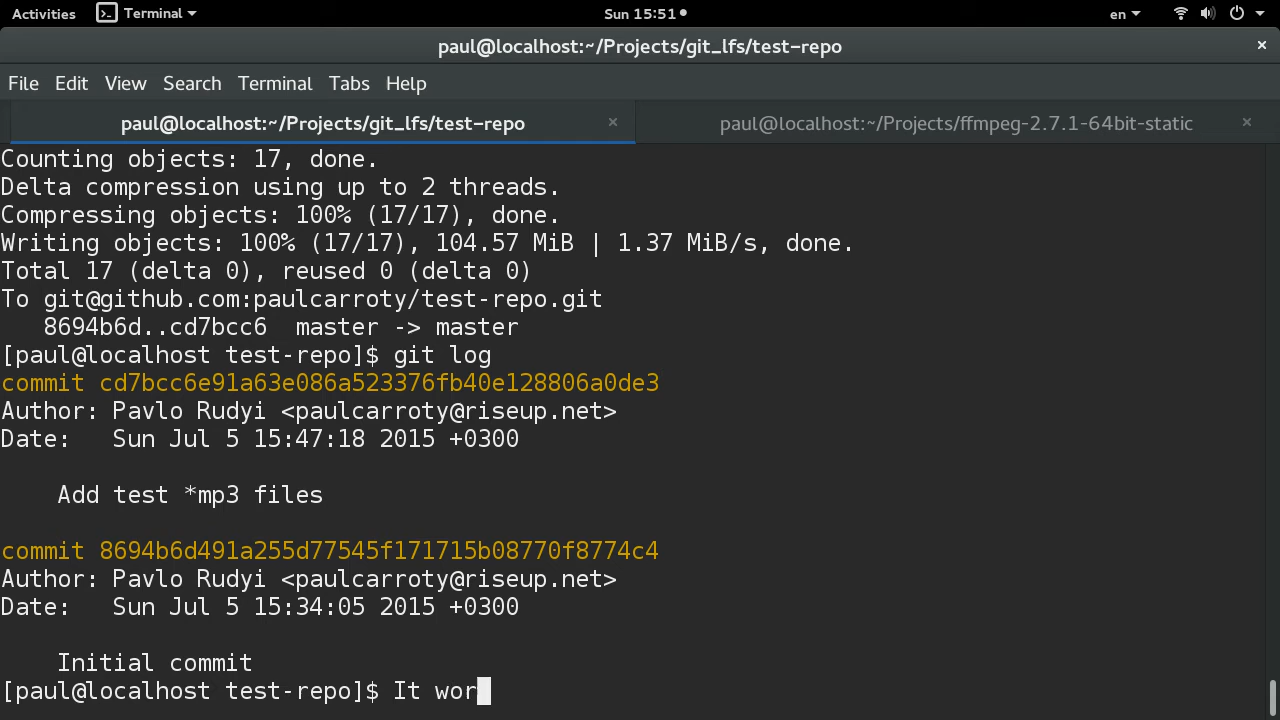 Activities Terminal Sun 15:51 en
paul@localhost:~/Projects/git_lfs/test-repo
File Edit View Search Terminal Tabs Help
paul@localhost:~/Projects/git_lfs/test-repo paul@localhost:~/Projects/ffmpeg-2.7.1-64bit-static
Counting objects: 17, done.
Delta compression using up to 2 threads.
Compressing objects: 100% (17/17), done.
Writing objects: 100% (17/17), 104.57 MiB | 1.37 MiB/s, done.
Total 17 (delta 0), reused 0 (delta 0)
To git@github.com:paulcarroty/test-repo.git
   8694b6d..cd7bcc6  master -> master
[paul@localhost test-repo]$ git log
commit cd7bcc6e91a63e086a523376fb40e128806a0de3
Author: Pavlo Rudyi <paulcarroty@riseup.net>
Date:   Sun Jul 5 15:47:18 2015 +0300
    Add test *mp3 files
commit 8694b6d491a255d77545f171715b08770f8774c4
Author: Pavlo Rudyi <paulcarroty@riseup.net>
Date:   Sun Jul 5 15:34:05 2015 +0300
    Initial commit
[paul@localhost test-repo]$ It wor